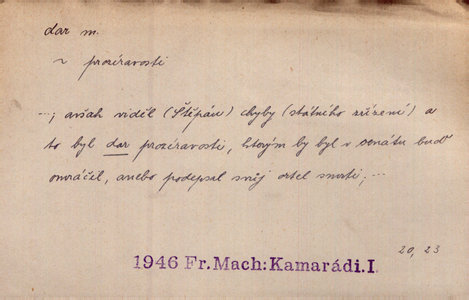 dar m.
~ prozíravosti
...; avšak viděl (Štěpán) chyby (státního zřízení) a
to byl dar prozíravosti, kterým by byl v senátu buď
omráčil, anebo podepsal svůj ortel smrti; ...
20, 23
1946 Fr. Mach: Kamarádi. I.